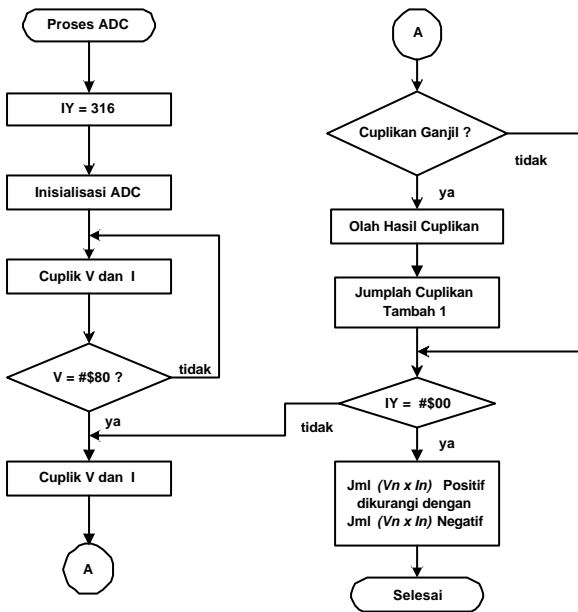 Proses ADC
IY = 316
Inisialisasi ADC
Cuplik V dan I
V = #$80 ?
tidak
ya
Cuplik V dan I
A
A
Cuplikan Ganjil ?
tidak
ya
Olah Hasil Cuplikan
Jumplah Cuplikan
Tambah 1
IY = #$00
tidak
ya
Jml (Vn x In) Positif
dikurangi dengan
Jml (Vn x In) Negatif
Selesai